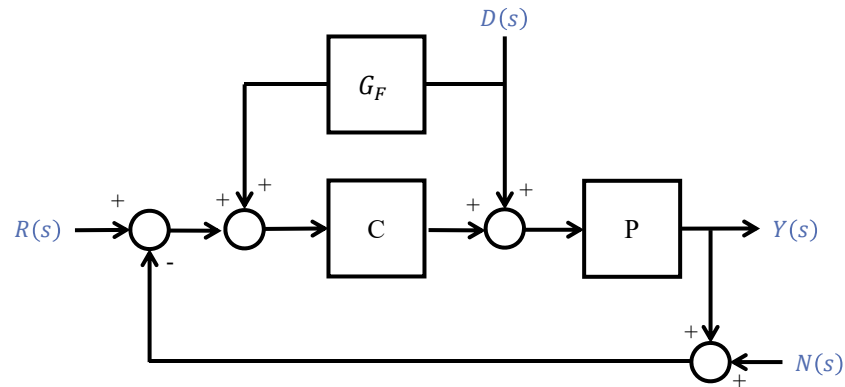 D(s)
G_F
+
+
+
+
+
R(s)
C
P
Y(s)
-
+
N(s)
+